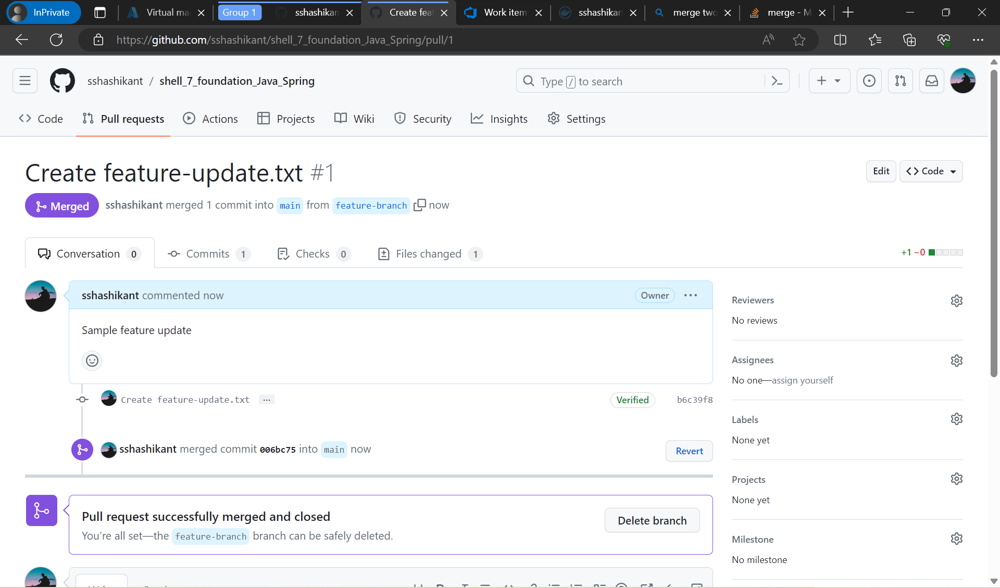 InPrivate Virtual ma Group 1 sshashikan Create feat Work item sshashikan merge two merge - M
https://github.com/sshashikant/shell_7_foundation_Java_Spring/pull/1
sshashikant / shell_7_foundation_Java_Spring
Type / to search
Code Pull requests Actions Projects Wiki Security Insights Settings
Create feature-update.txt #1
Edit Code
Merged sshashikant merged 1 commit into main from feature-branch now
Conversation 0 Commits 1 Checks 0 Files changed 1
+1 −0
sshashikant commented now
Owner
Sample feature update
Create feature-update.txt
Verified b6c39f8
sshashikant merged commit 006bc75 into main now
Revert
Pull request successfully merged and closed
You're all set—the feature-branch branch can be safely deleted.
Delete branch
Reviewers
No reviews
Assignees
No one—assign yourself
Labels
None yet
Projects
None yet
Milestone
No milestone